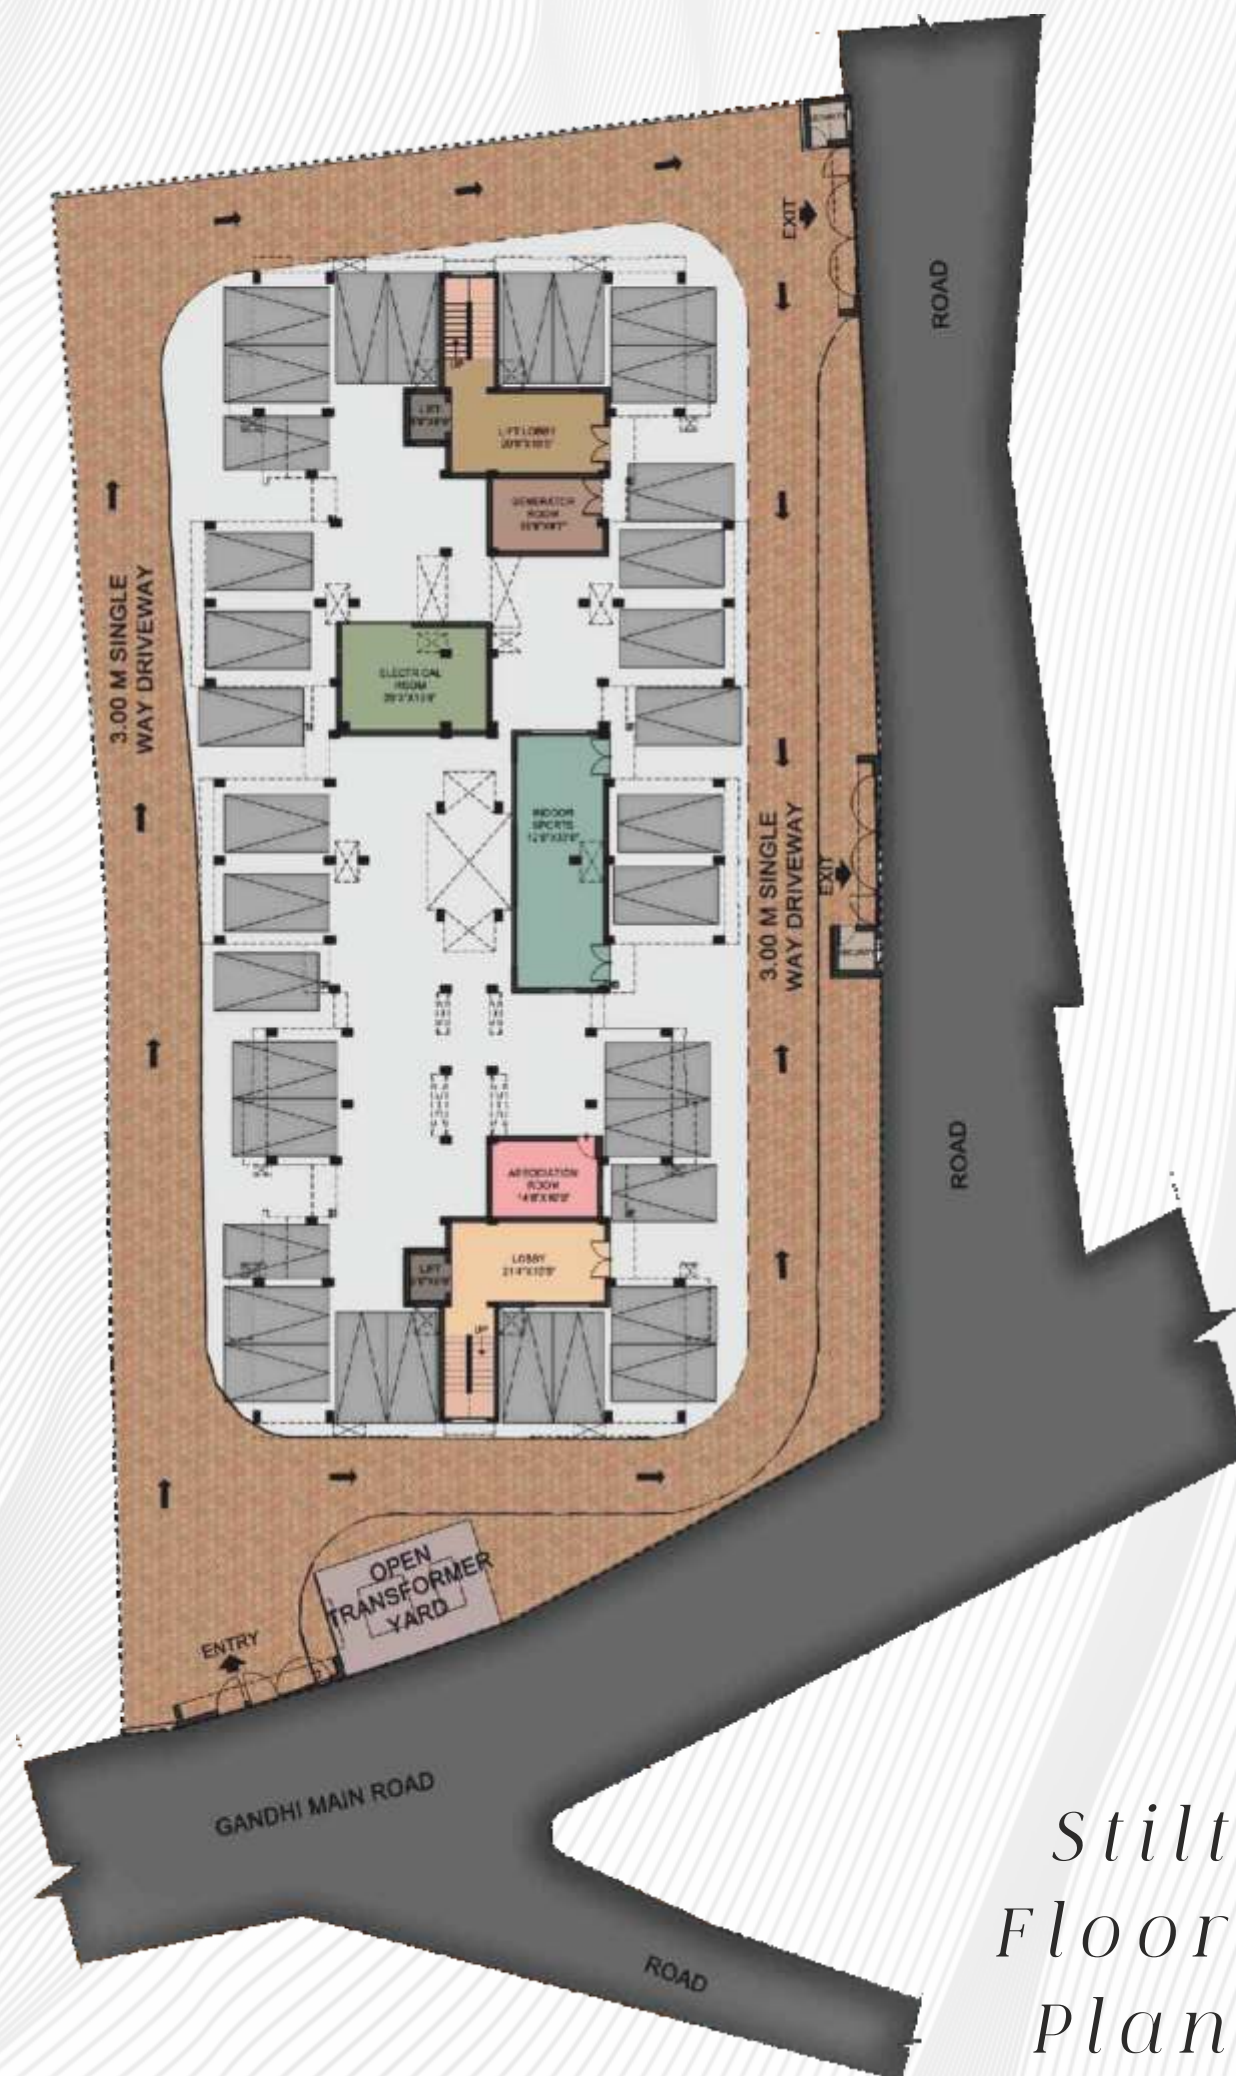 EXIT
ROAD
UP
LIFT
LIFT LOBBY
GENERATOR
ROOM
3.00 M SINGLE
WAY DRIVEWAY
ELECTRICAL
ROOM
INDOOR
SPORTS
3.00 M SINGLE
WAY DRIVEWAY
EXIT
ROAD
ASSOCIATION
ROOM
LOBBY
LIFT
UP
OPEN
TRANSFORMER
YARD
ENTRY
GANDHI MAIN ROAD
ROAD
Stilt
Floor
Plan